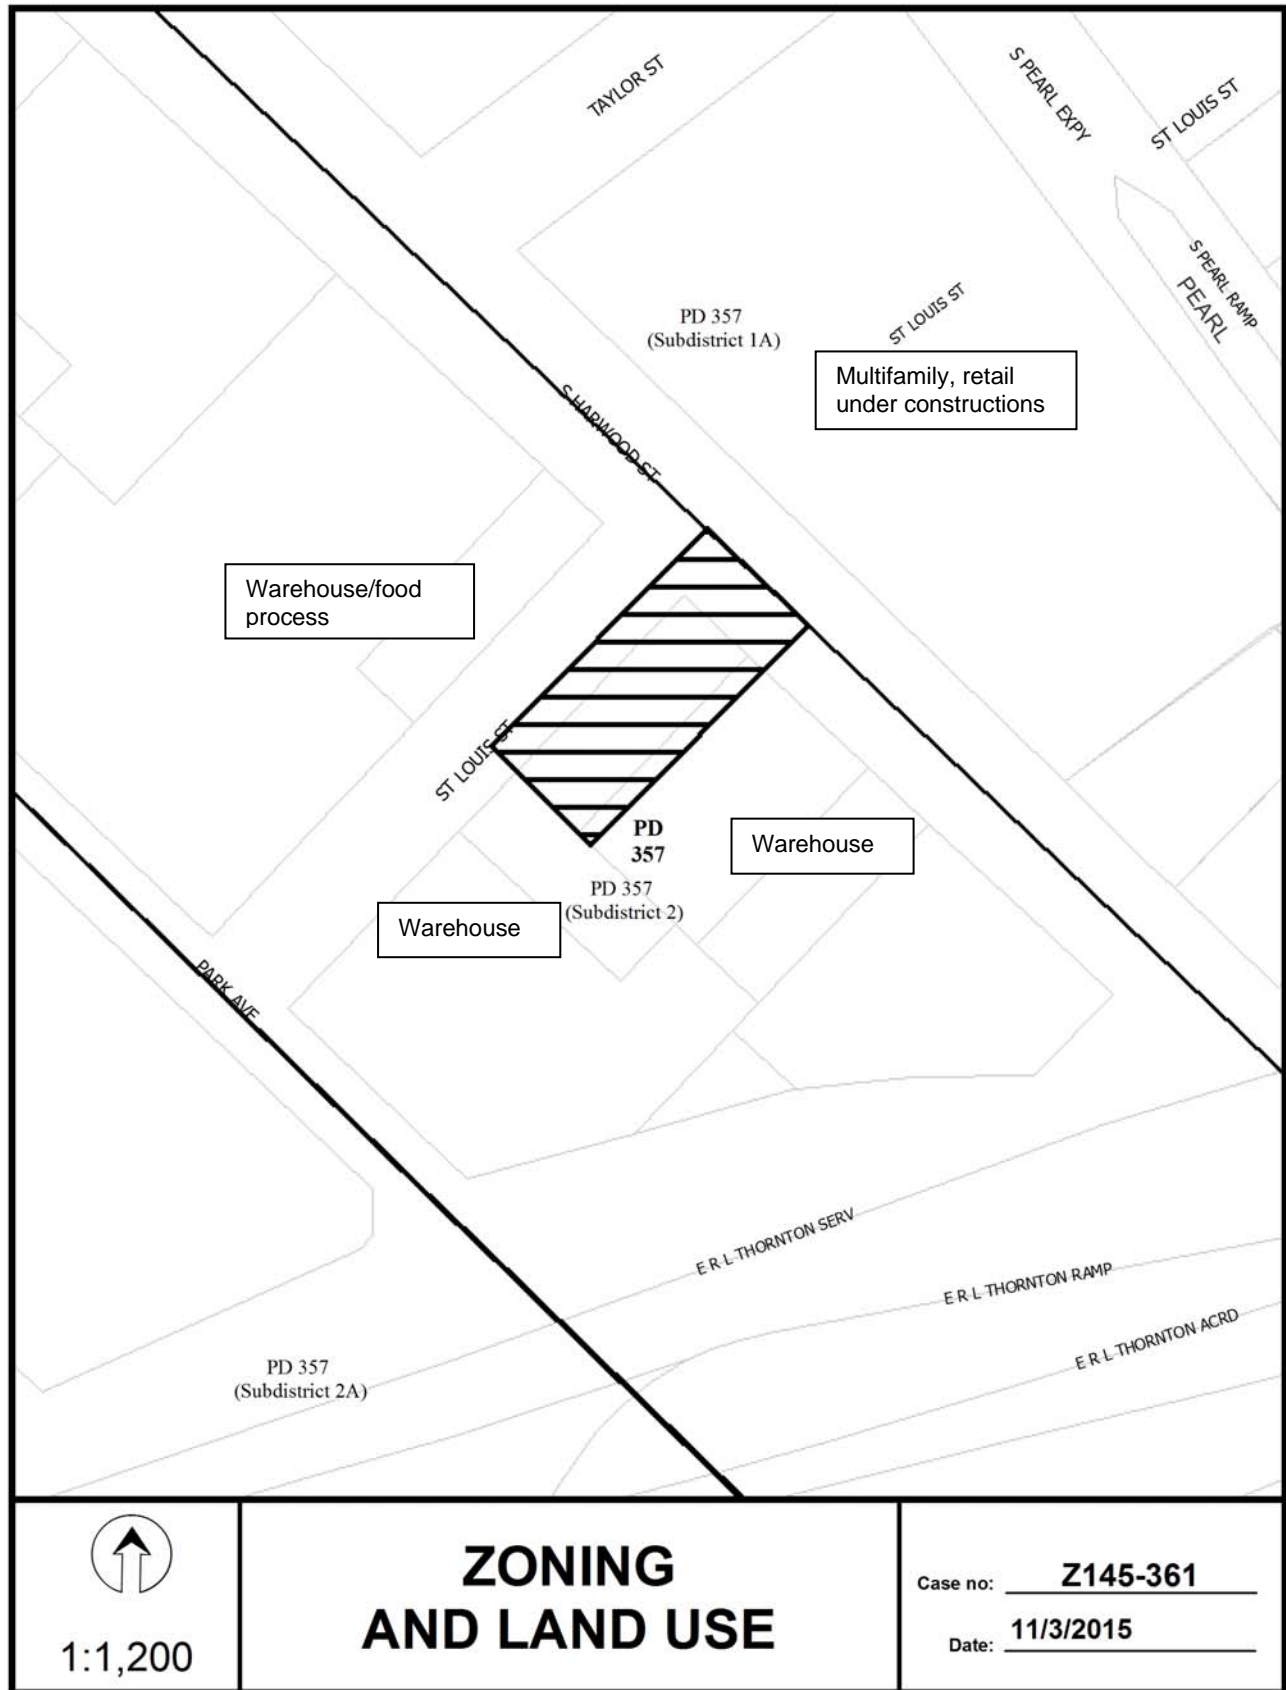 TAYLOR ST
S PEARL EXPY
ST LOUIS ST
S PEARL RAMP
PEARL
ST LOUIS ST
PD 357
(Subdistrict 1A)
Multifamily, retail
under constructions
S HARWOOD ST
Warehouse/food
process
ST LOUIS ST
PD
357
Warehouse
PD 357
(Subdistrict 2)
Warehouse
PARK AVE
E R L THORNTON SERV
E R L THORNTON RAMP
E R L THORNTON ACRD
PD 357
(Subdistrict 2A)
1:1,200
ZONING
AND LAND USE
Case no: Z145-361
Date: 11/3/2015